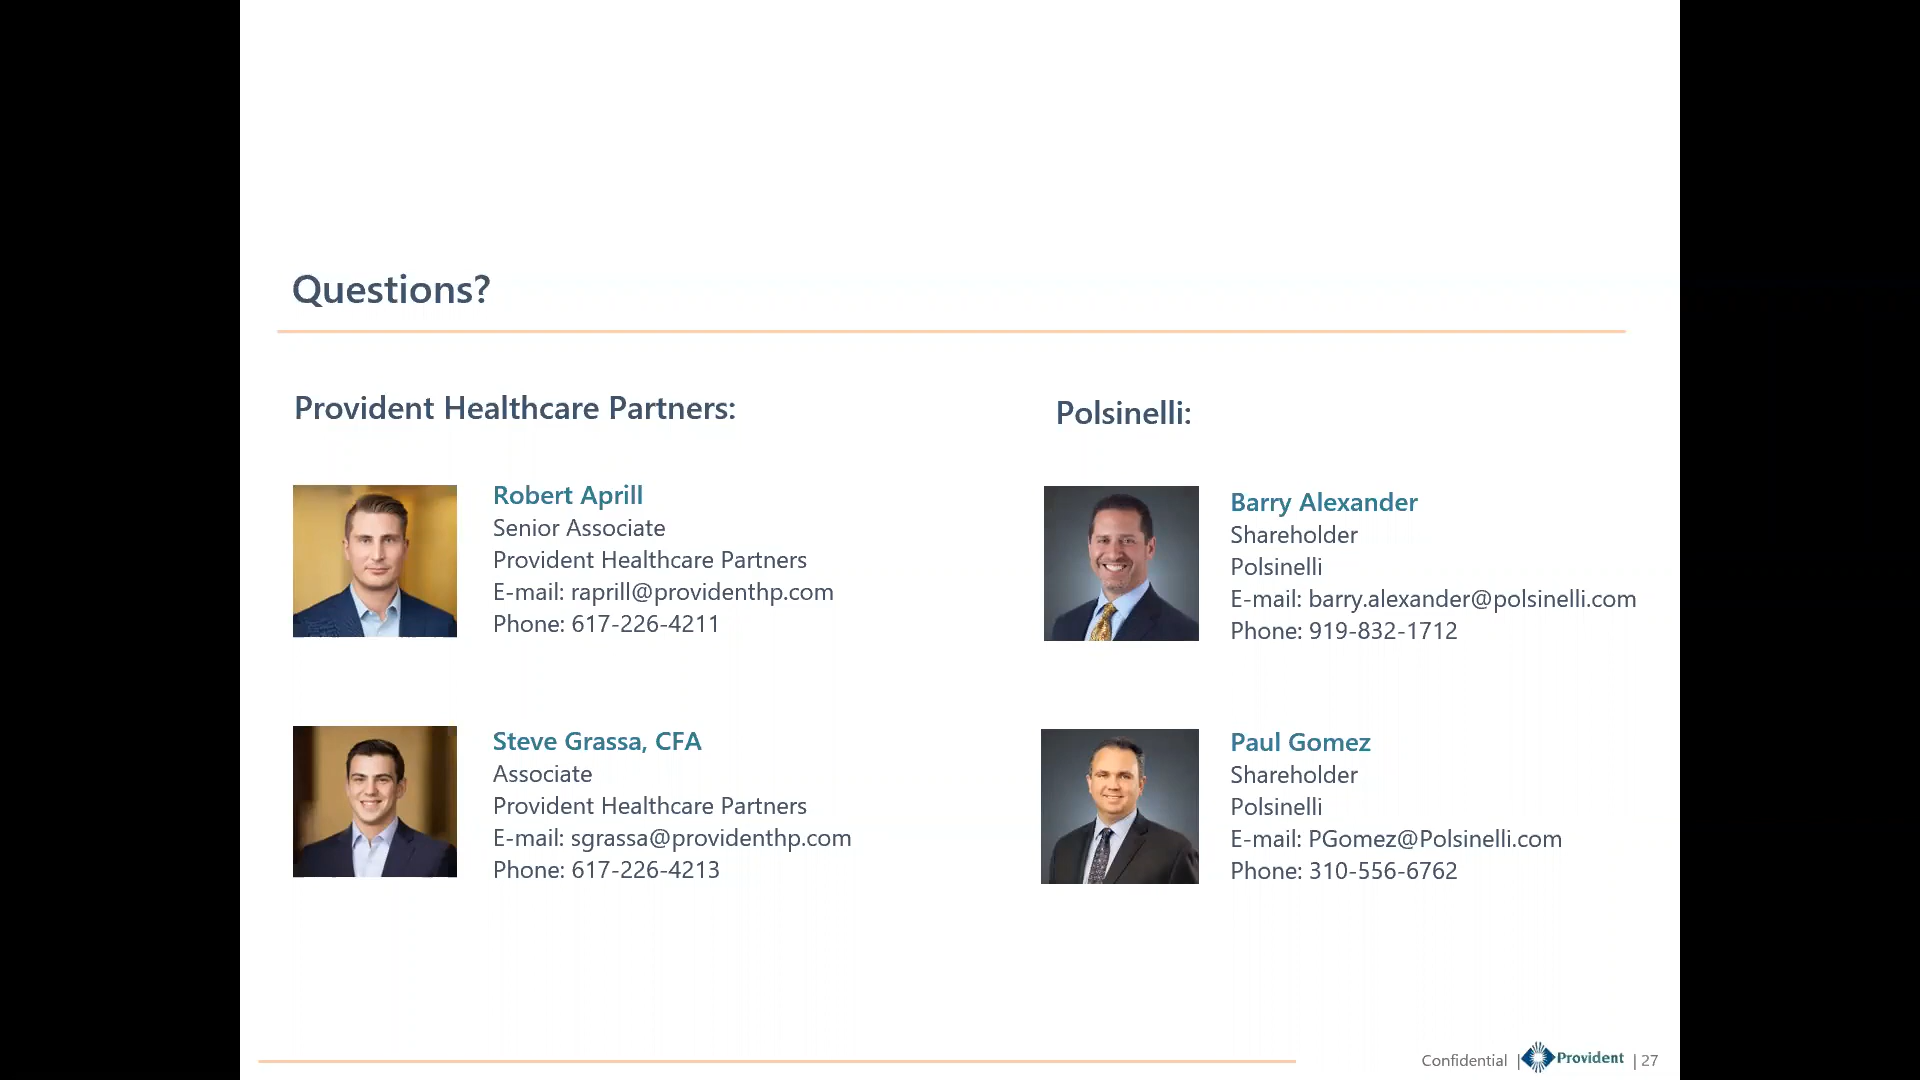 Questions?
Provident Healthcare Partners:
Robert Aprill
Senior Associate
Provident Healthcare Partners
E-mail: raprill@providenthp.com
Phone: 617-226-4211
Steve Grassa, CFA
Associate
Provident Healthcare Partners
E-mail: sgrassa@providenthp.com
Phone: 617-226-4213
Polsinelli:
Barry Alexander
Shareholder
Polsinelli
E-mail: barry.alexander@polsinelli.com
Phone: 919-832-1712
Paul Gomez
Shareholder
Polsinelli
E-mail: PGomez@Polsinelli.com
Phone: 310-556-6762
Confidential | Provident | 27